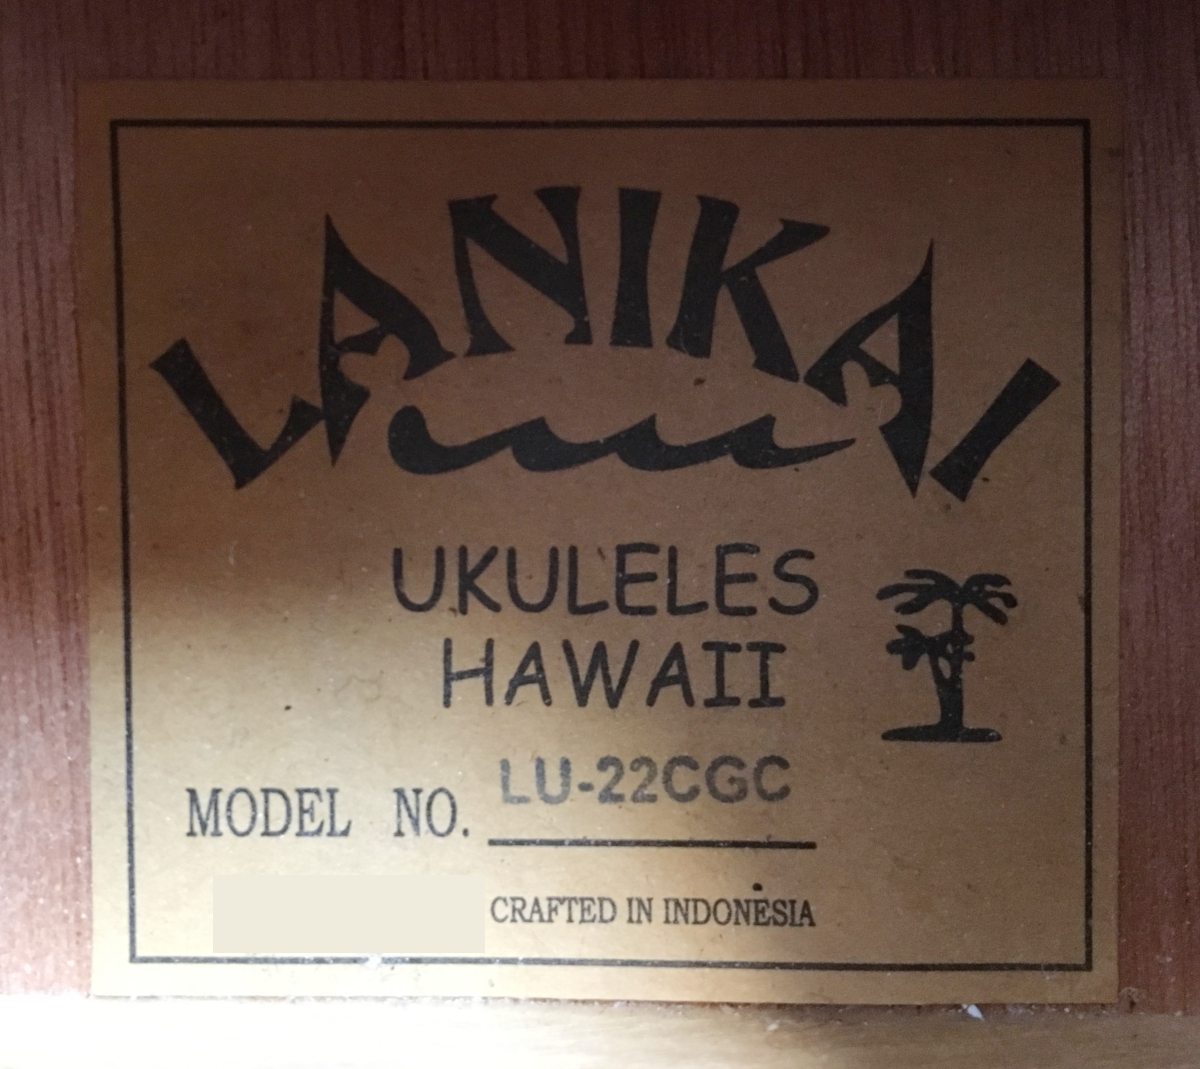 LANIKAI
UKULELES
HAWAII
MODEL NO. LU-22CGC
CRAFTED IN INDONESIA